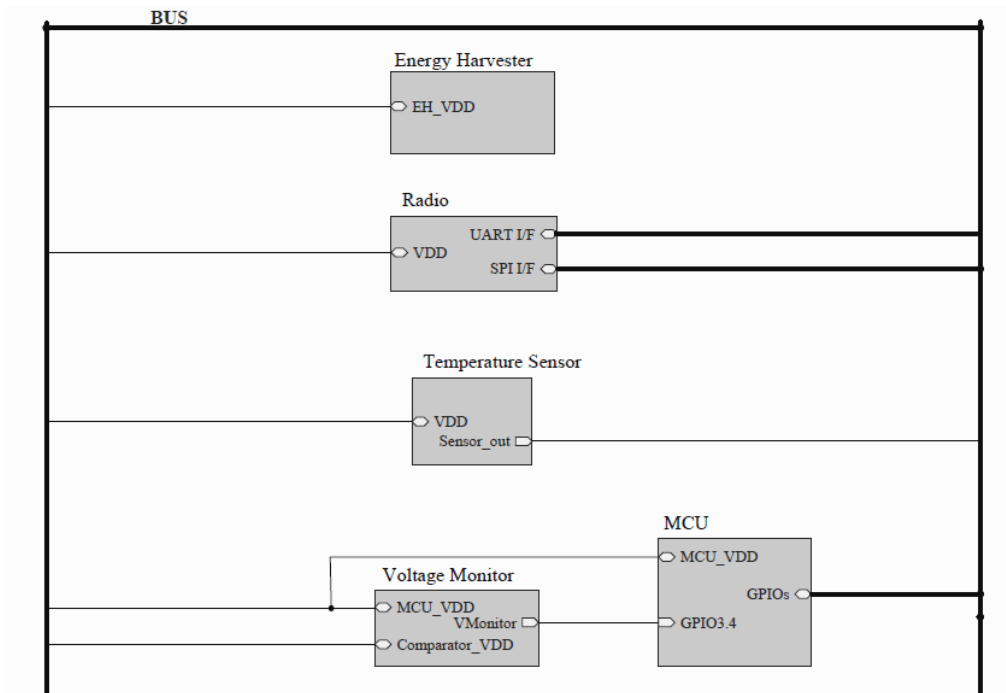 BUS
Energy Harvester
EH_VDD
Radio
UART I/F
VDD
SPI I/F
Temperature Sensor
VDD
Sensor_out
MCU
MCU_VDD
Voltage Monitor
GPIOs
MCU_VDD
VMonitor
GPIO3.4
Comparator_VDD